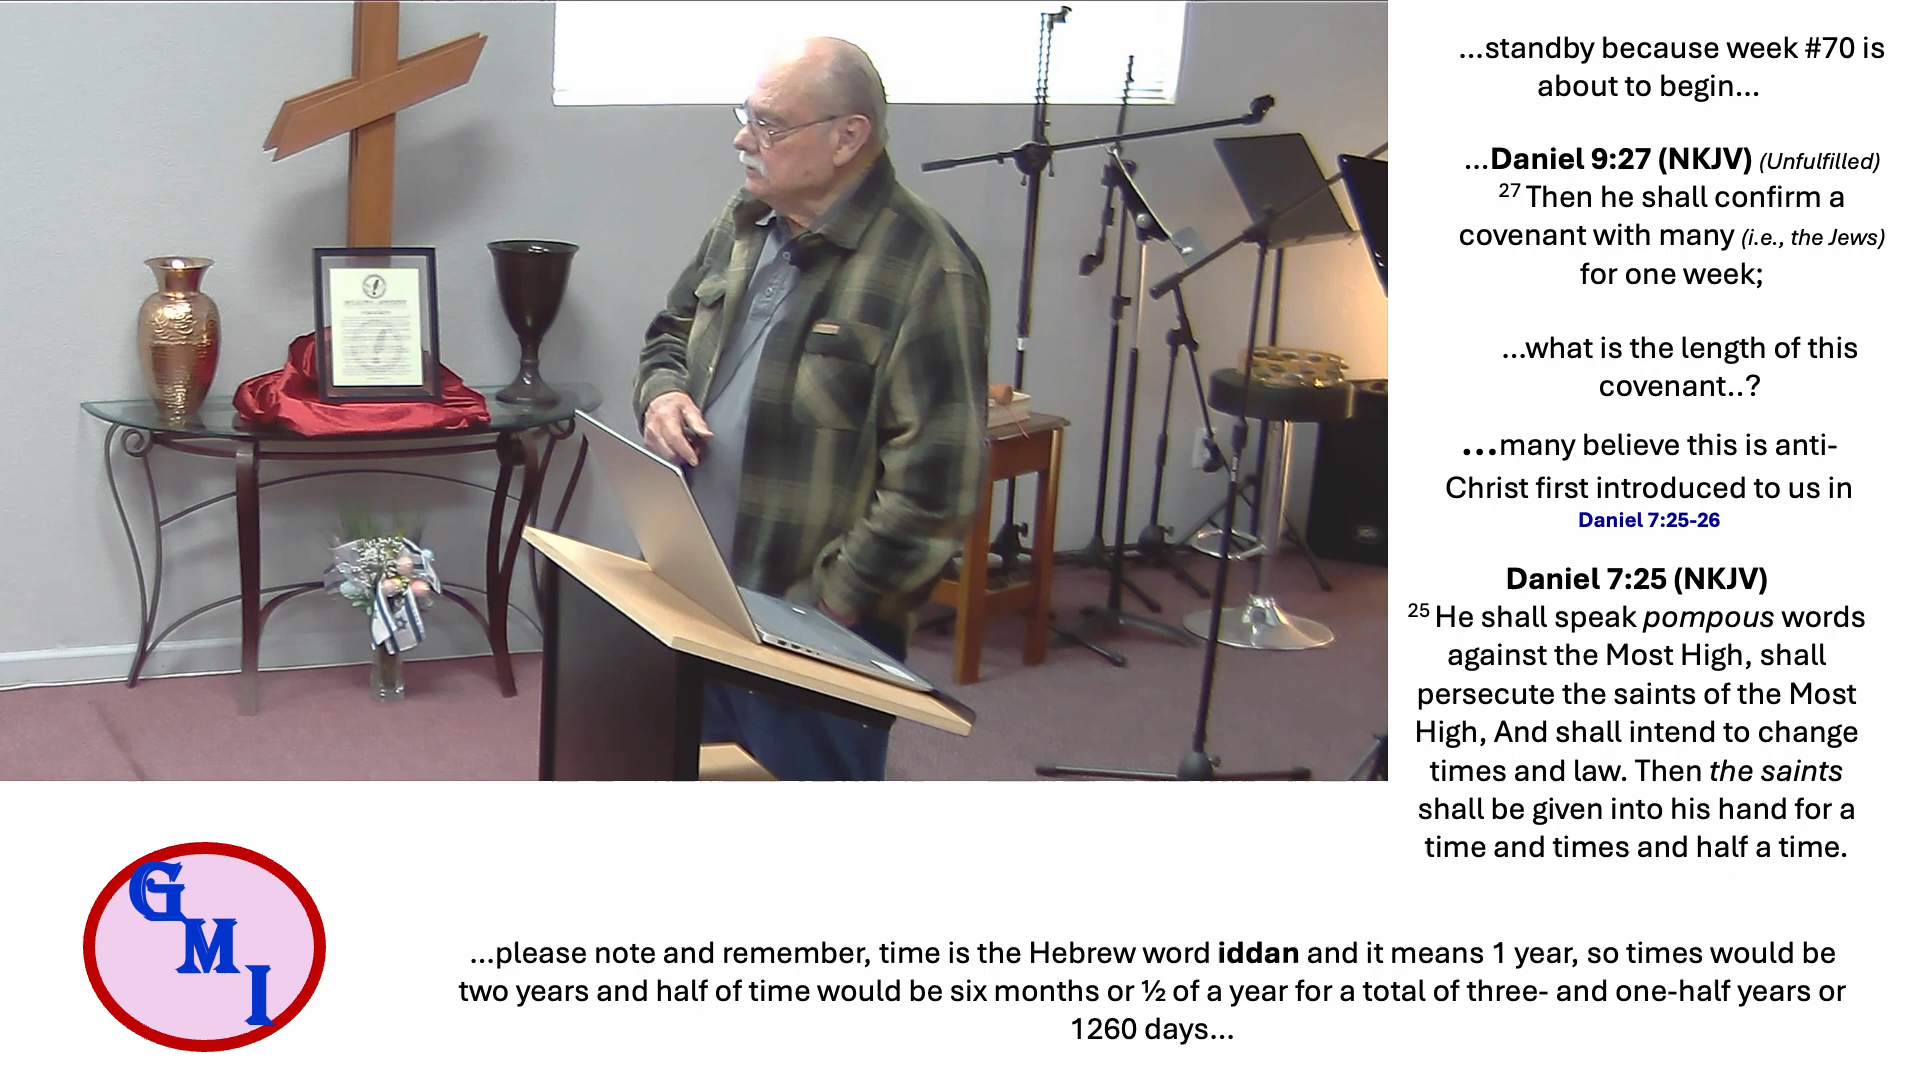 ...standby because week #70 is
about to begin...
...Daniel 9:27 (NKJV) (Unfulfilled)
27 Then he shall confirm a
covenant with many (i.e., the Jews)
for one week;
...what is the length of this
covenant..?
...many believe this is anti-
Christ first introduced to us in
Daniel 7:25-26
Daniel 7:25 (NKJV)
25 He shall speak pompous words
against the Most High, shall
persecute the saints of the Most
High, And shall intend to change
times and law. Then the saints
shall be given into his hand for a
time and times and half a time.
GMI
...please note and remember, time is the Hebrew word iddan and it means 1 year, so times would be
two years and half of time would be six months or ½ of a year for a total of three- and one-half years or
1260 days...